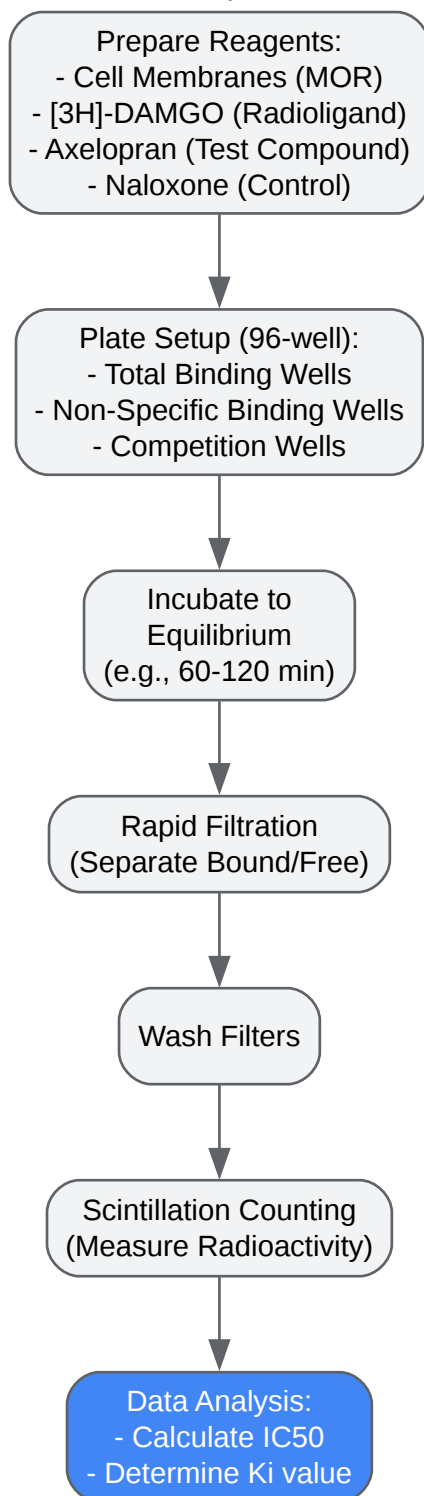 Prepare Reagents:
- Cell Membranes (MOR)
- [3H]-DAMGO (Radioligand)
- Axelopran (Test Compound)
- Naloxone (Control)
Plate Setup (96-well):
- Total Binding Wells
- Non-Specific Binding Wells
- Competition Wells
Incubate to
Equilibrium
(e.g., 60-120 min)
Rapid Filtration
(Separate Bound/Free)
Wash Filters
Scintillation Counting
(Measure Radioactivity)
Data Analysis:
- Calculate IC50
- Determine Ki value